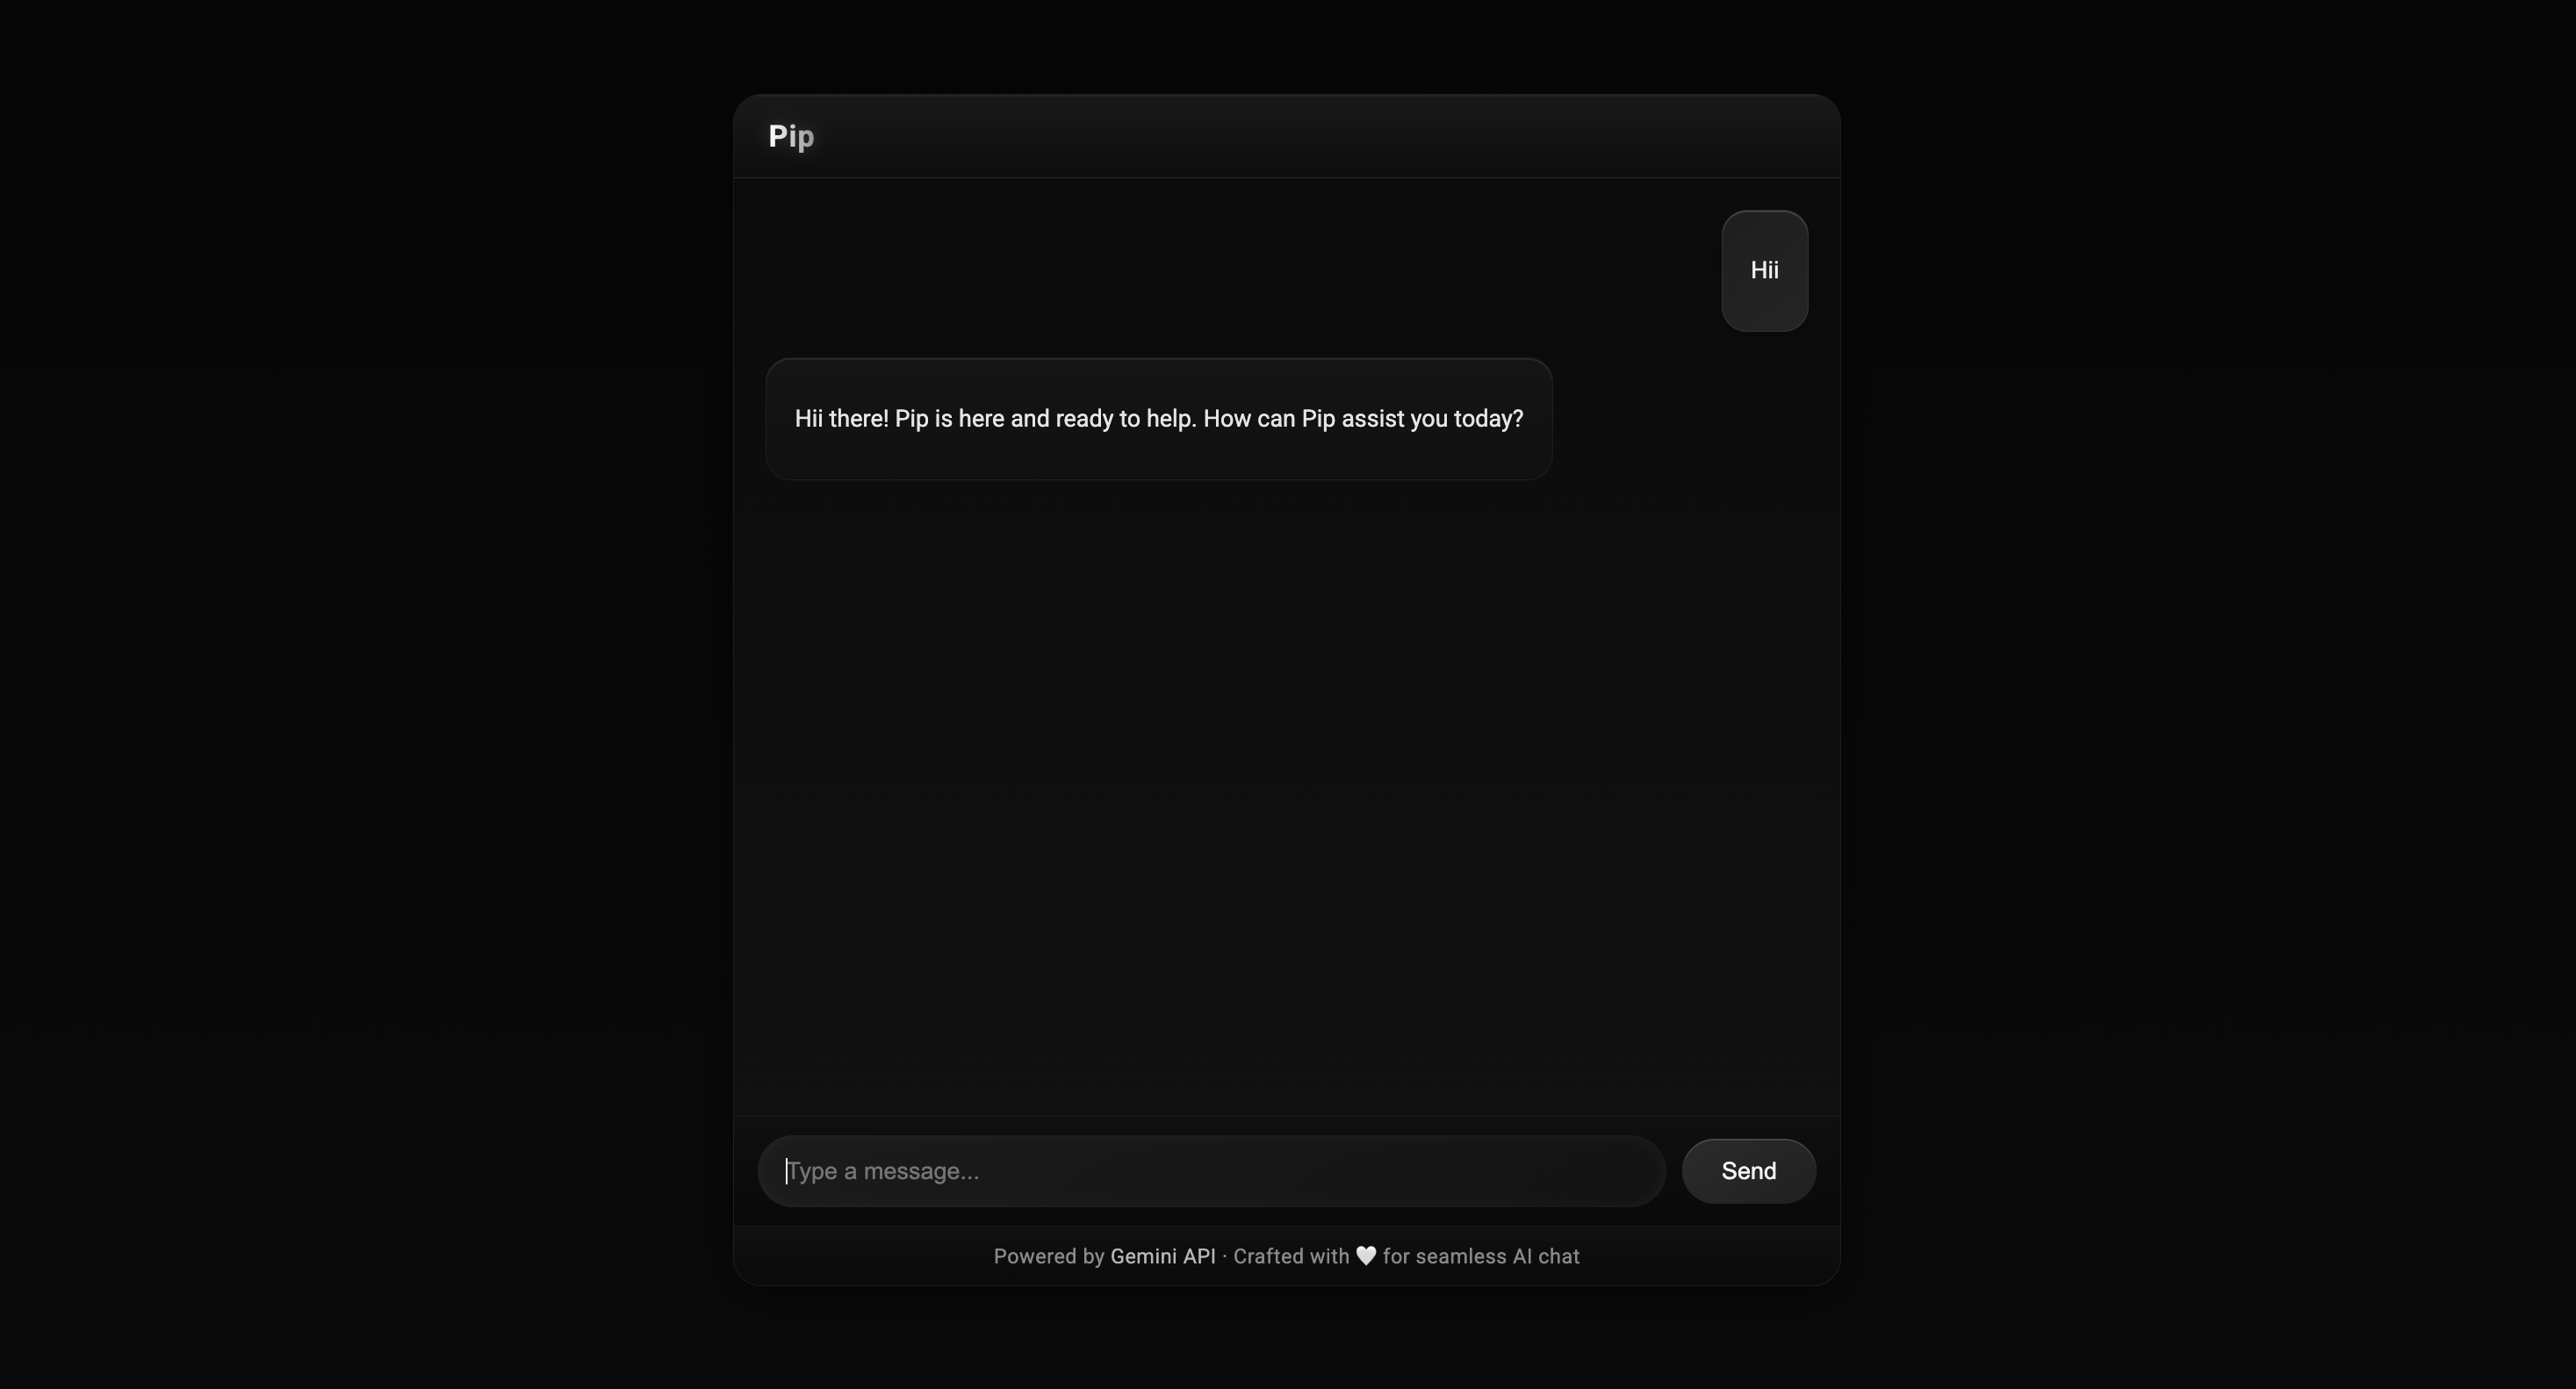 Pip
Hii
Hii there! Pip is here and ready to help. How can Pip assist you today?
Type a message...
Send
Powered by Gemini API · Crafted with 🤍 for seamless AI chat